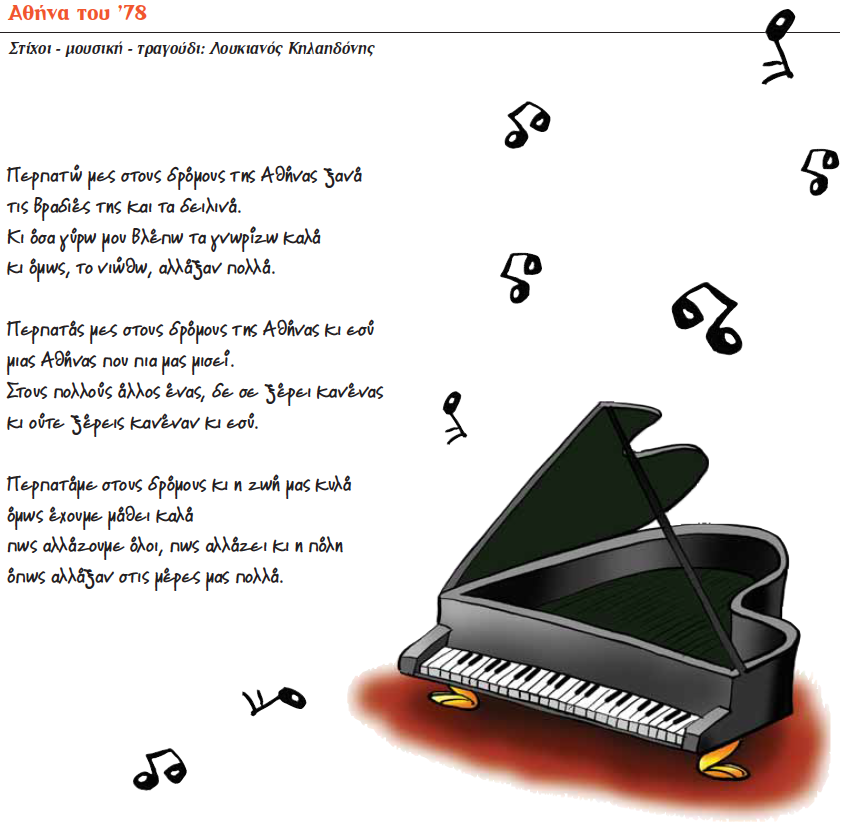 Αθήνα του '78
Στίχοι - μουσική - τραγούδι: Λουκιανός Κηλαηδόνης
Περπατώ μες στους δρόμους της Αθήνας ξανά
τις βραδιές της και τα δειλινά.
Κι όσα γύρω μου βλέπω τα γνωρίζω καλά
κι όμως, το νιώθω, αλλάξαν πολλά.
Περπατάς μες στους δρόμους της Αθήνας κι εσύ
μιας Αθήνας που πια μας μισεί.
Στους πολλούς άλλος ένας, δε σε ξέρει κανένας
κι ούτε ξέρεις κανέναν κι εσύ.
Περπατάμε στους δρόμους κι η ζωή μας κυλά
όμως έχουμε μάθει καλά
πως αλλάζουμε όλοι, πως αλλάζει κι η πόλη
όπως αλλάξαν στις μέρες μας πολλά.